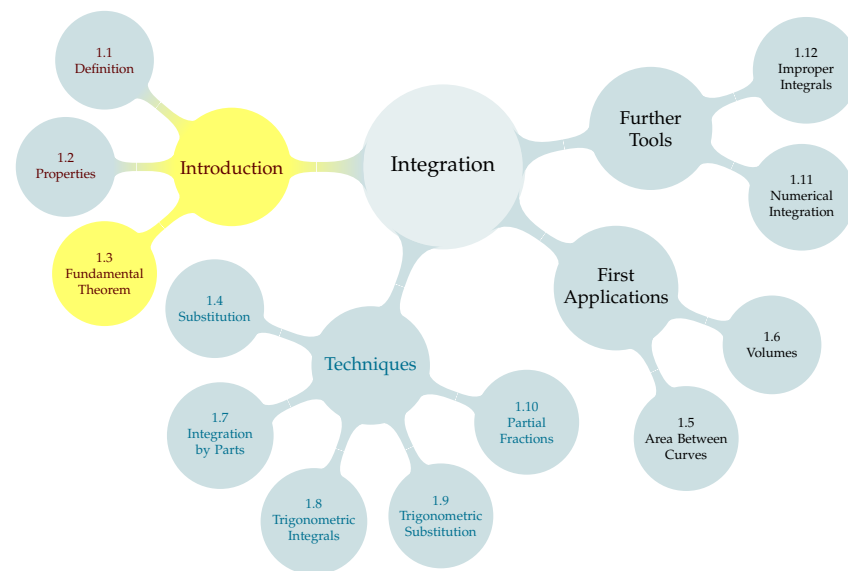 Integration
Introduction
1.1
Definition
1.2
Properties
1.3
Fundamental
Theorem
Techniques
1.4
Substitution
1.7
Integration
by Parts
1.8
Trigonometric
Integrals
1.9
Trigonometric
Substitution
1.10
Partial
Fractions
First
Applications
1.5
Area Between
Curves
1.6
Volumes
Further
Tools
1.11
Numerical
Integration
1.12
Improper
Integrals